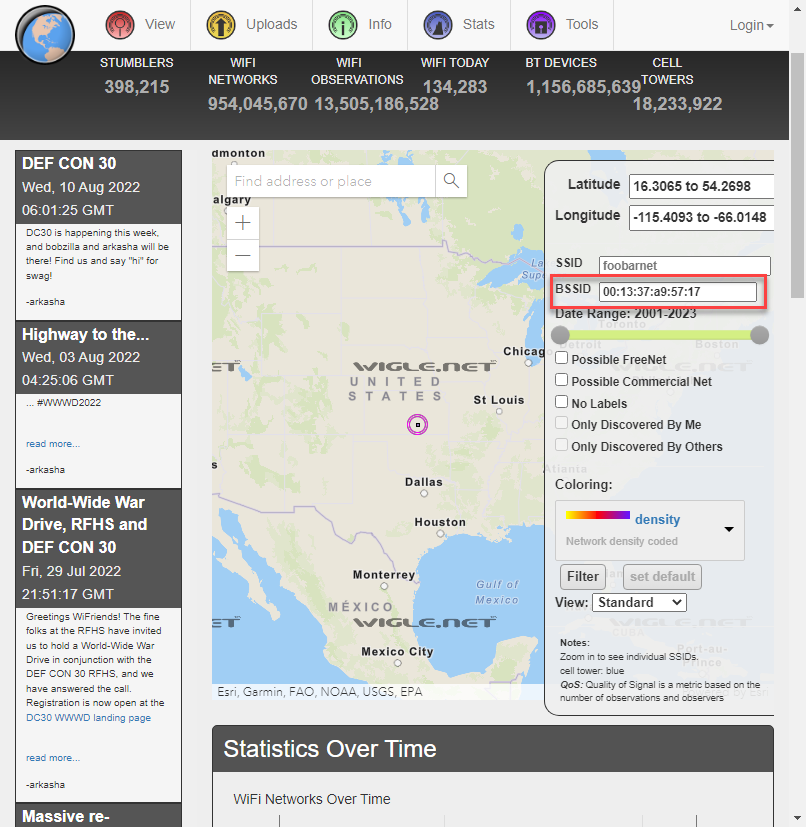 View
Uploads
Info
Stats
Tools
Login
STUMBLERS
398,215
WIFI
NETWORKS
954,045,670
WIFI
OBSERVATIONS
13,505,186,528
WIFI TODAY
134,283
BT DEVICES
1,156,685,639
CELL
TOWERS
18,233,922
DEF CON 30
Wed, 10 Aug 2022
06:01:25 GMT
DC30 is happening this week,
and bobzilla and arkasha will be
there! Find us and say "hi" for
swag!
-arkasha
Highway to the...
Wed, 03 Aug 2022
04:25:06 GMT
... #WWWD2022
read more...
-arkasha
World-Wide War
Drive, RFHS and
DEF CON 30
Fri, 29 Jul 2022
21:51:17 GMT
Greetings WiFriends! The fine
folks at the RFHS have invited
us to hold a World-Wide War
Drive in conjunction with the
DEF CON 30 RFHS, and we
have answered the call.
Registration is now open at the
DC30 WWWD landing page
read more...
-arkasha
Massive re-
dmonton
Find address or place
algary
+
−
Chicag
WIGLE.NET
UNITED
STATES
St Louis
Dallas
Houston
Monterrey
Gulf of
Mexico
MÉXICO
WIGLE.NET
Mexico City
Esri, Garmin, FAO, NOAA, USGS, EPA
Latitude
16.3065 to 54.2698
Longitude
-115.4093 to -66.0148
SSID
foobarnet
BSSID
00:13:37:a9:57:17
Date Range: 2001-2023
Toronto
Detroit
Boston
Possible FreeNet
Possible Commercial Net
No Labels
Only Discovered By Me
Only Discovered By Others
Atlanta
Coloring:
density
Network density coded
Filter
set default
View:
Standard
Port-au-
Prince
Notes:
Zoom in to see individual SSIDs.
cell tower: blue
QoS: Quality of Signal is a metric based on the
number of observations and observers
Statistics Over Time
WiFi Networks Over Time